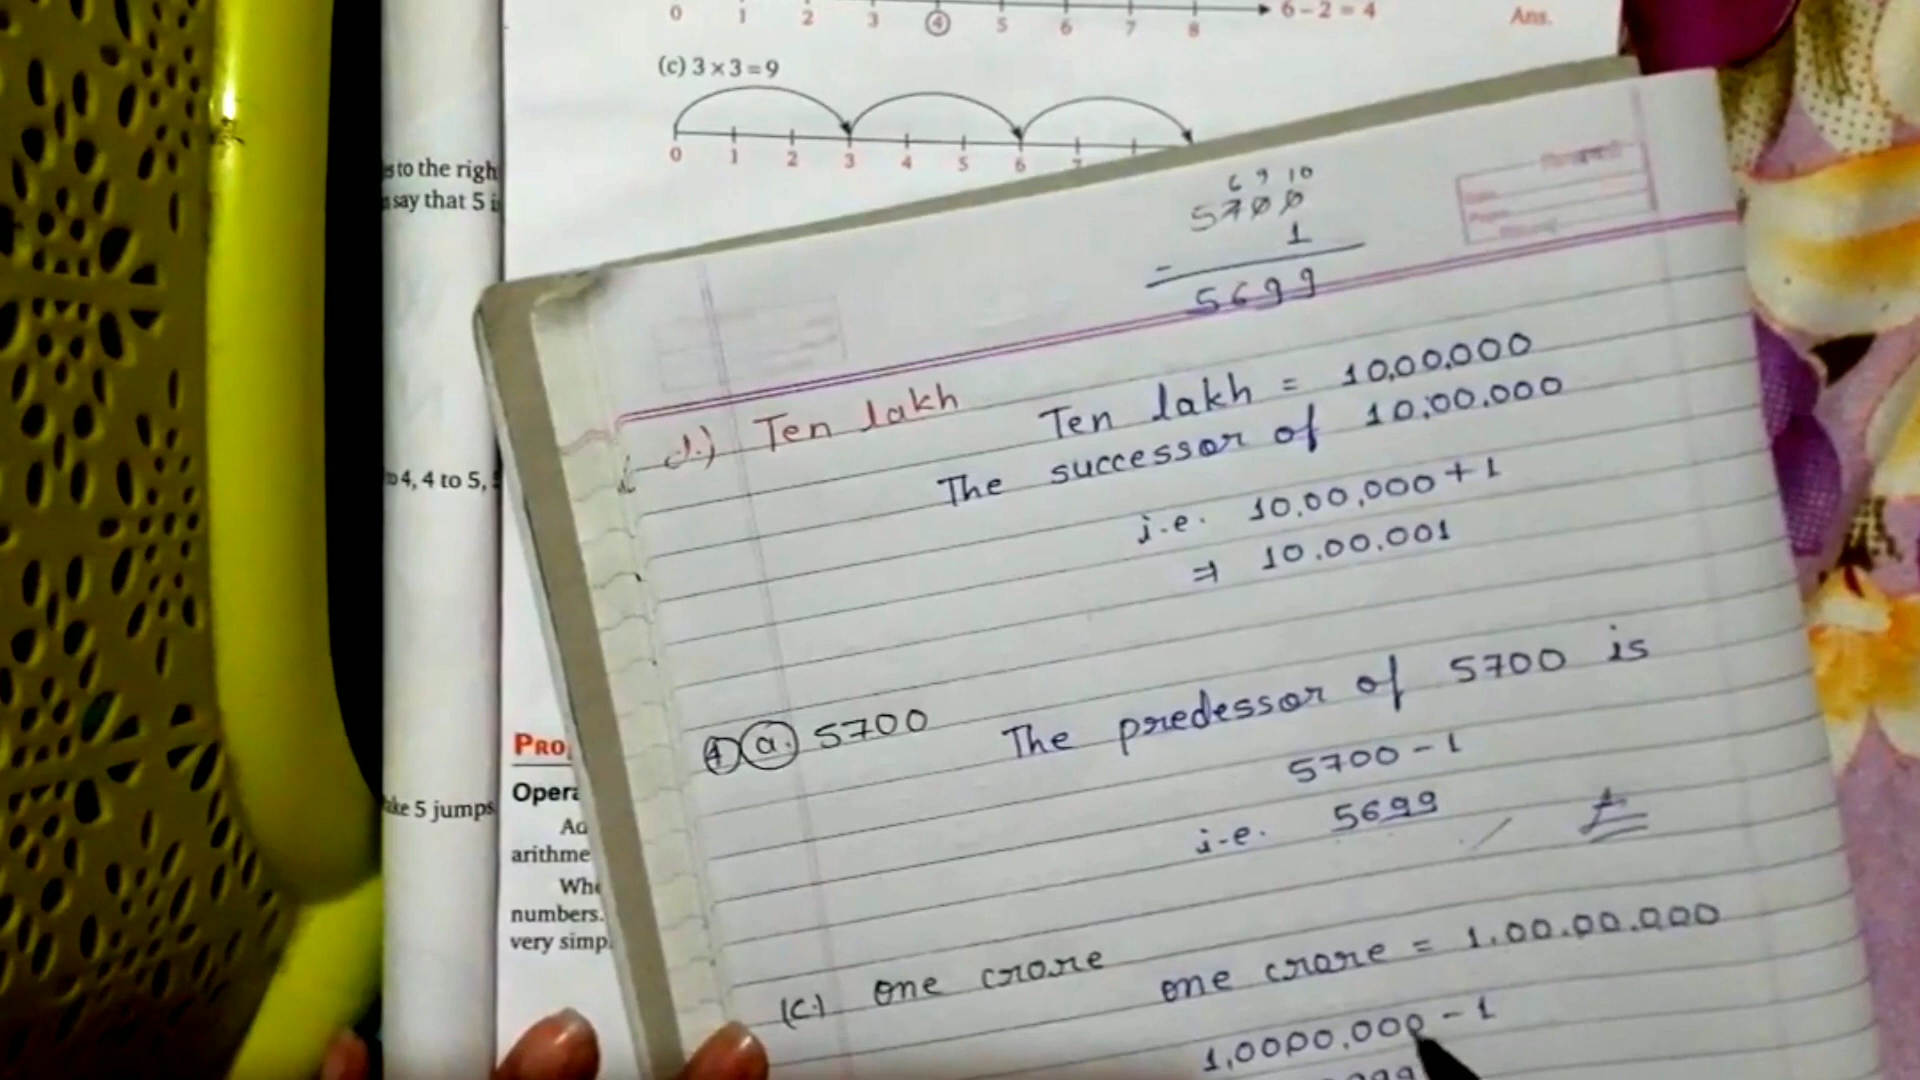 0 1 2 3 4 5 6 7 8 6 – 2 = 4 Ans.
(c) 3 × 3 = 9
0 1 2 3 4 5 6
to the righ
say that 5 i
4, 4 to 5,
ke 5 jumps
PRO
Opera
Ad
arithme
Whe
numbers.
very simp
6 9 10
5700
- 1
5699
d.) Ten lakh Ten lakh = 10,00,000
The successor of 10,00,000
i.e. 10,00,000 + 1
⇒ 10,00,001
4 a. 5700 The predessor of 5700 is
5700 - 1
i.e. 5699
(c.) One crore one crore = 1,00,00,000
1,0000,000 - 1
999